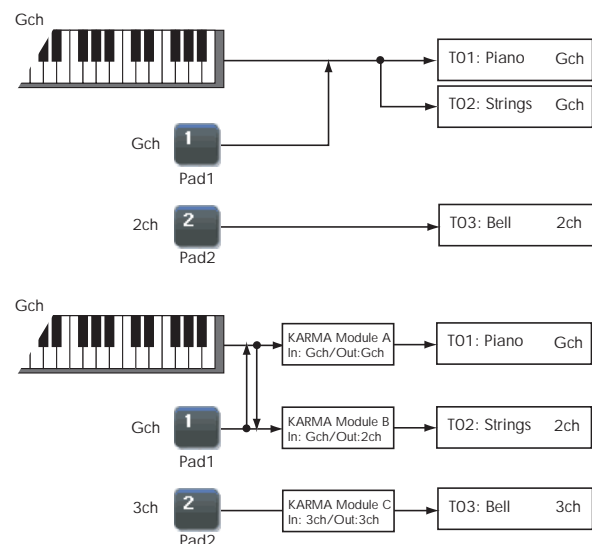 Gch
T01: Piano Gch
T02: Strings Gch
Gch 1
Pad1
2ch 2 T03: Bell 2ch
Pad2
Gch
KARMA Module A
In: Gch/Out:Gch
T01: Piano Gch
Gch 1
KARMA Module B
In: Gch/Out:2ch
T02: Strings 2ch
Pad1
3ch 2
KARMA Module C
In: 3ch/Out:3ch
T03: Bell 3ch
Pad2